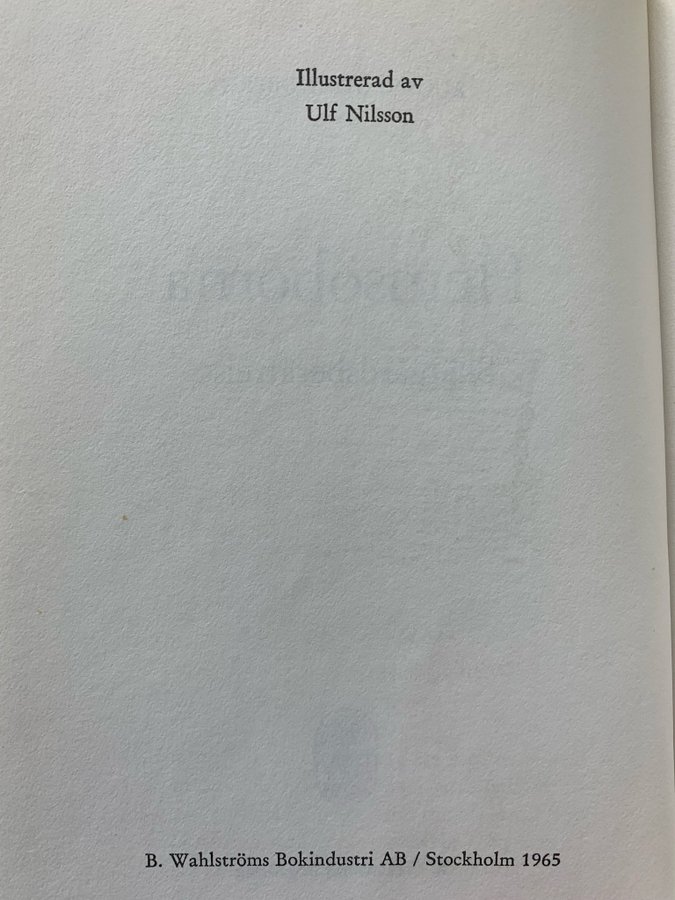 Illustrerad av
Ulf Nilsson
B. Wahlströms Bokindustri AB / Stockholm 1965